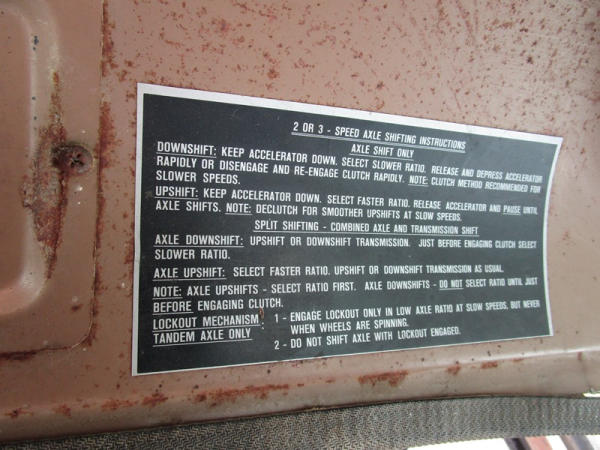 2 OR 3 - SPEED AXLE SHIFTING INSTRUCTIONS
AXLE SHIFT ONLY
DOWNSHIFT: KEEP ACCELERATOR DOWN. SELECT SLOWER RATIO. RELEASE AND DEPRESS ACCELERATOR
RAPIDLY OR DISENGAGE AND RE-ENGAGE CLUTCH RAPIDLY. NOTE: CLUTCH METHOD RECOMMENDED FOR
SLOWER SPEEDS.
UPSHIFT: KEEP ACCELERATOR DOWN. SELECT FASTER RATIO. RELEASE ACCELERATOR AND PAUSE UNTIL
AXLE SHIFTS. NOTE: DECLUTCH FOR SMOOTHER UPSHIFTS AT SLOW SPEEDS.
SPLIT SHIFTING - COMBINED AXLE AND TRANSMISSION SHIFT
AXLE DOWNSHIFT: UPSHIFT OR DOWNSHIFT TRANSMISSION. JUST BEFORE ENGAGING CLUTCH SELECT
SLOWER RATIO.
AXLE UPSHIFT: SELECT FASTER RATIO. UPSHIFT OR DOWNSHIFT TRANSMISSION AS USUAL.
NOTE: AXLE UPSHIFTS - SELECT RATIO FIRST. AXLE DOWNSHIFTS - DO NOT SELECT RATIO UNTIL JUST
BEFORE ENGAGING CLUTCH.
LOCKOUT MECHANISM: 1 - ENGAGE LOCKOUT ONLY IN LOW AXLE RATIO AT SLOW SPEEDS, BUT NEVER
TANDEM AXLE ONLY : WHEN WHEELS ARE SPINNING.
2 - DO NOT SHIFT AXLE WITH LOCKOUT ENGAGED.